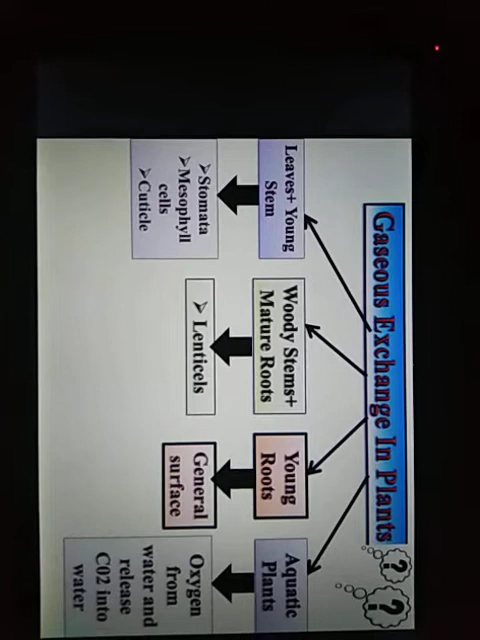 Gaseous Exchange In Plants
??
Leaves+ Young
Stem
➢Stomata
➢Mesophyll
cells
➢Cuticle
Woody Stems+
Mature Roots
➢ Lenticels
Young
Roots
General
surface
Aquatic
Plants
Oxygen
from
water and
release
C02 into
water